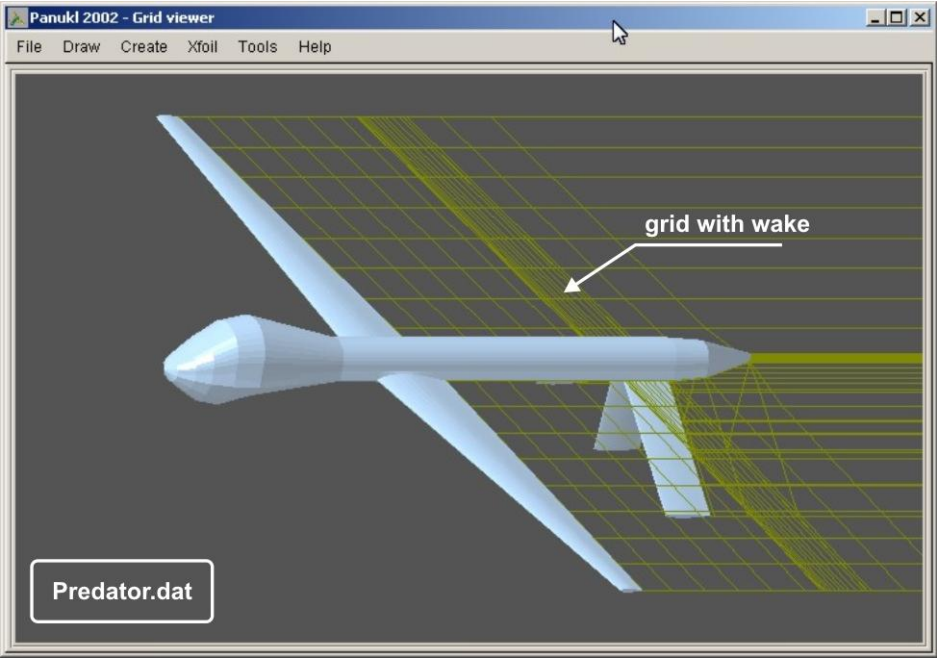 Panukl 2002 - Grid viewer
File Draw Create Xfoil Tools Help
grid with wake
Predator.dat